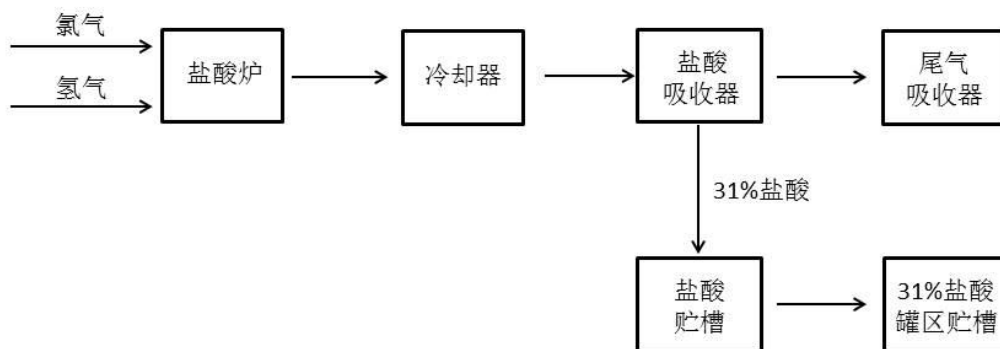 氯气
氢气
盐酸炉
冷却器
盐酸
吸收器
尾气
吸收器
31%盐酸
盐酸
贮槽
31%盐酸
罐区贮槽